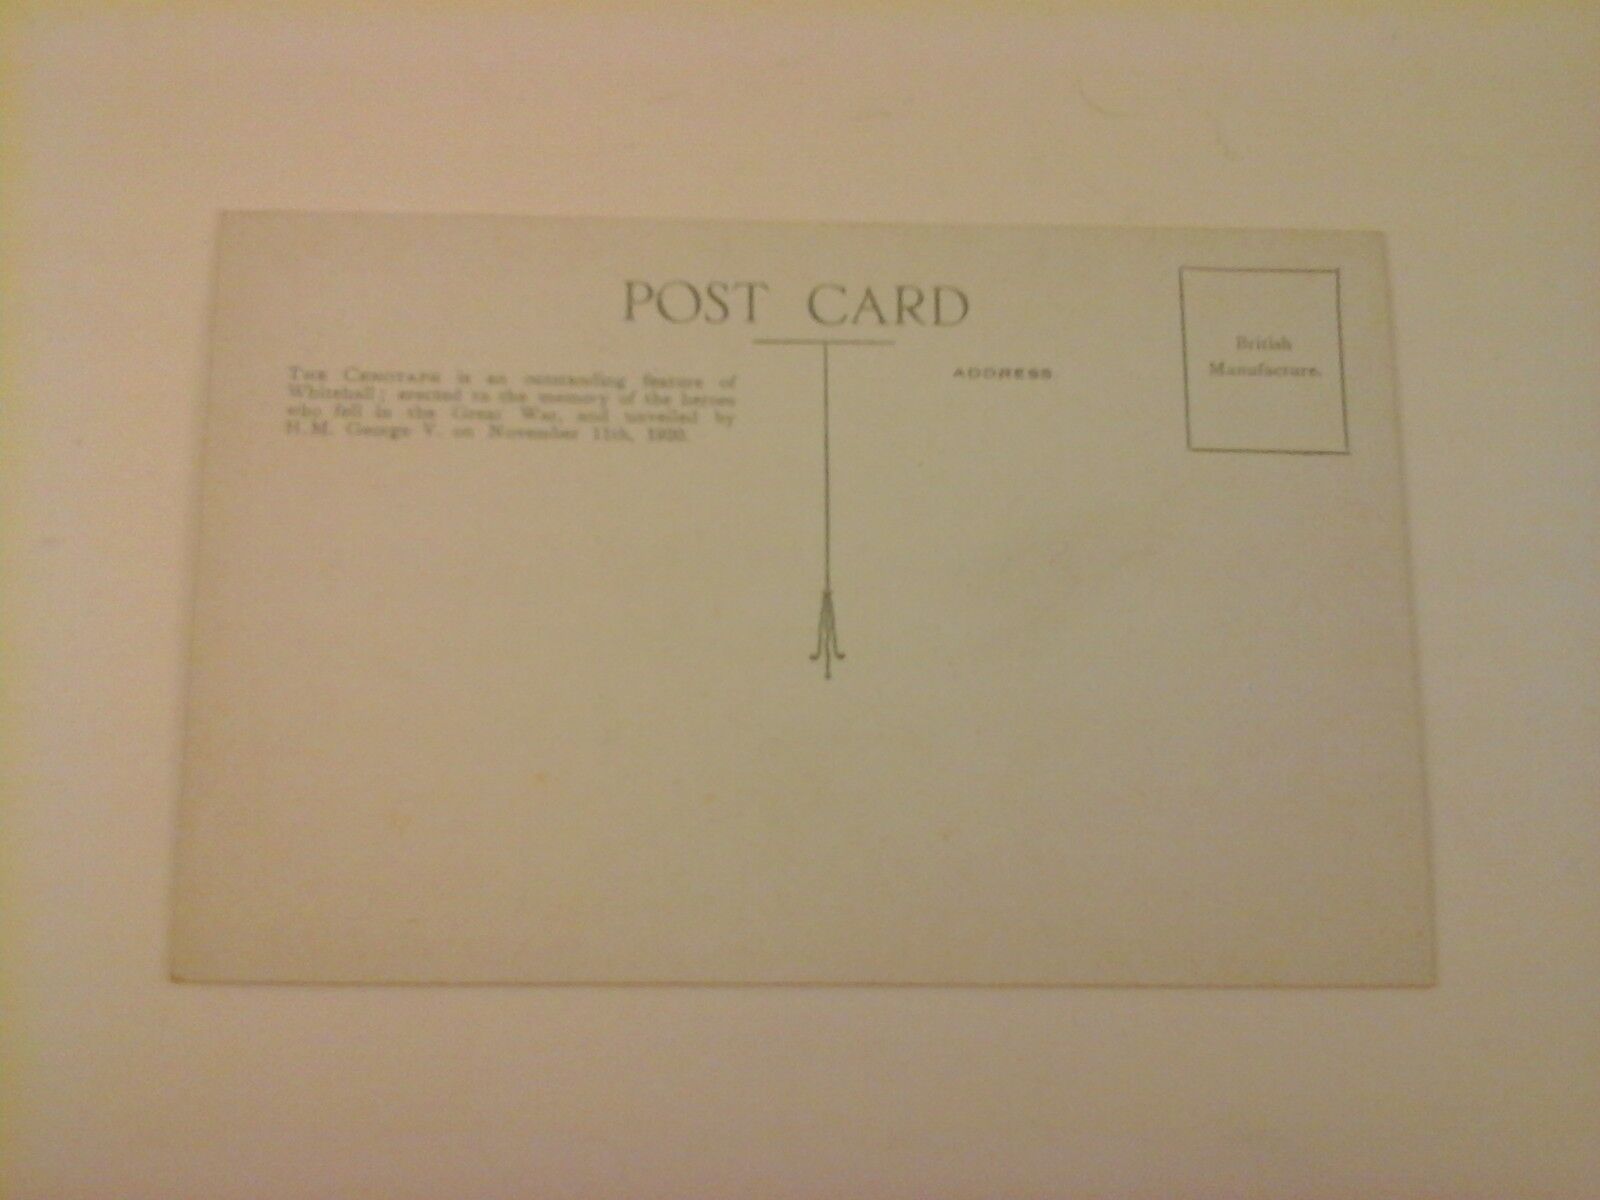 POST CARD
THE CENOTAPH is an outstanding feature of
Whitehall; erected to the memory of the heroes
who fell in the Great War, and unveiled by
H.M. George V. on November 11th, 1920.
ADDRESS
British
Manufacture.